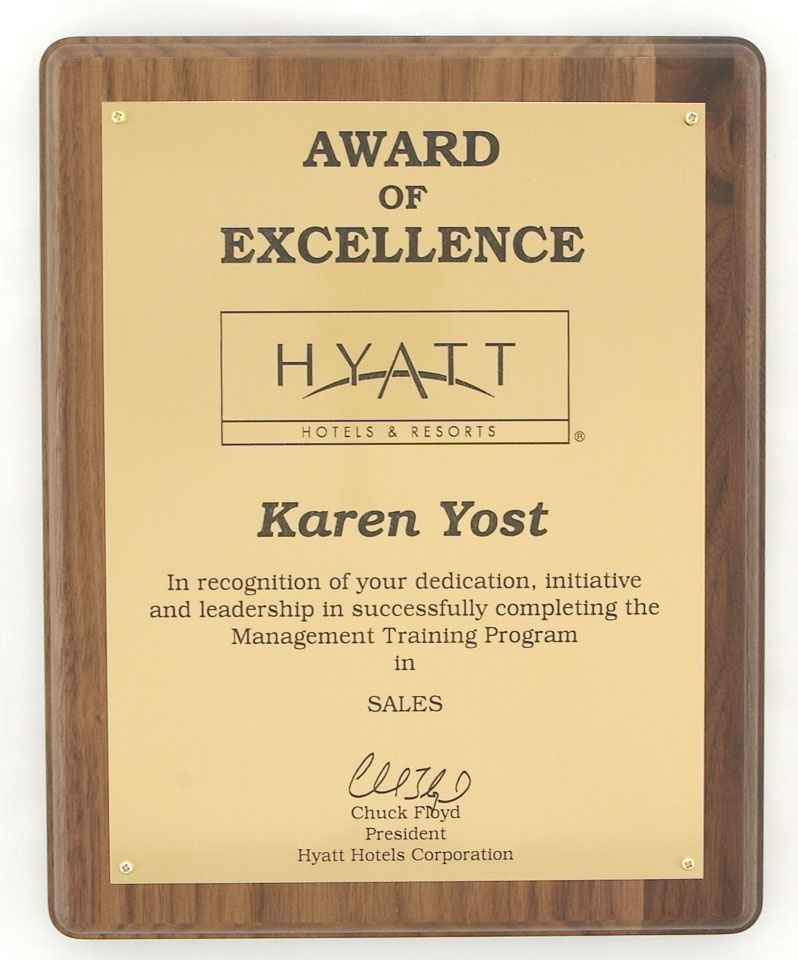 AWARD
OF
EXCELLENCE
HYATT
HOTELS & RESORTS ®
Karen Yost
In recognition of your dedication, initiative
and leadership in successfully completing the
Management Training Program
in
SALES
Chuck Floyd
President
Hyatt Hotels Corporation